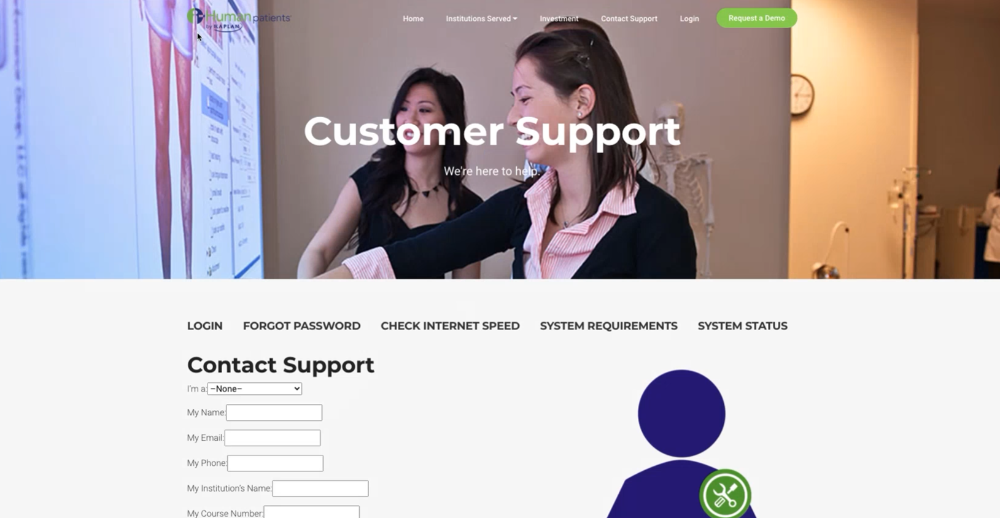 iHuman patients
by KAPLAN
Home
Institutions Served
Investment
Contact Support
Login
Request a Demo
Customer Support
We're here to help.
LOGIN
FORGOT PASSWORD
CHECK INTERNET SPEED
SYSTEM REQUIREMENTS
SYSTEM STATUS
Contact Support
I'm a: –None–
My Name:
My Email:
My Phone:
My Institution's Name:
My Course Number: